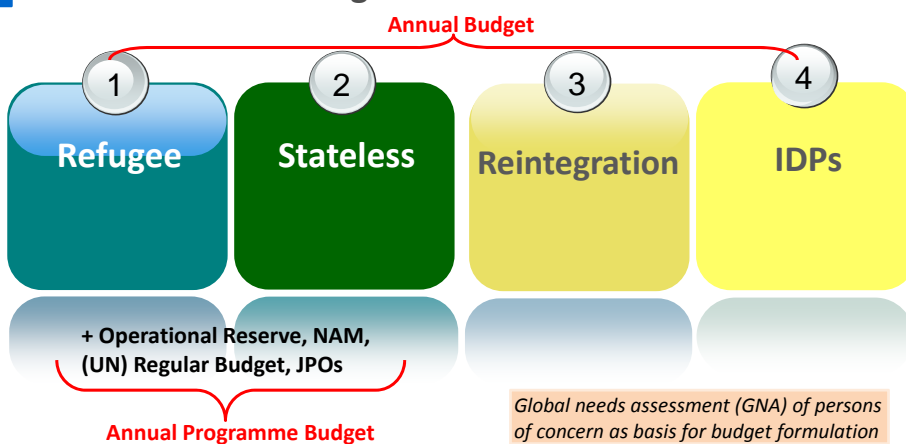 Annual Budget
1
2
3
4
Refugee
Stateless
Reintegration
IDPs
+ Operational Reserve, NAM,
(UN) Regular Budget, JPOs
Annual Programme Budget
Global needs assessment (GNA) of persons
of concern as basis for budget formulation